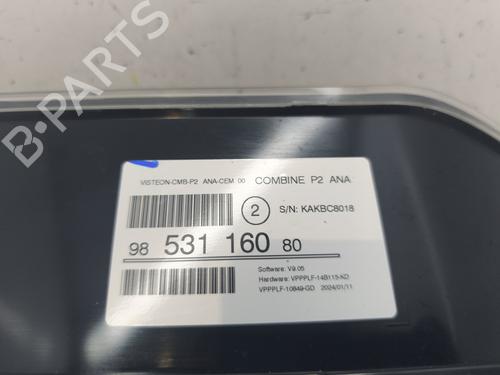 VISTEON-CMB-P2 ANA-CEM 00 COMBINE P2 ANA
2 S/N: KAKBC8018
98 531 160 80
Software: V9.05
Hardware: VPPPLF-14B115-KD
VPPPLF-10849-GD 2024/01/11
B-PARTS